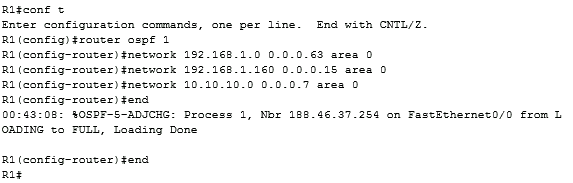 R1#conf t
Enter configuration commands, one per line.  End with CNTL/Z.
R1(config)#router ospf 1
R1(config-router)#network 192.168.1.0 0.0.0.63 area 0
R1(config-router)#network 192.168.1.160 0.0.0.15 area 0
R1(config-router)#network 10.10.10.0 0.0.0.7 area 0
R1(config-router)#end
00:43:08: %OSPF-5-ADJCHG: Process 1, Nbr 188.46.37.254 on FastEthernet0/0 from L
OADING to FULL, Loading Done
R1(config-router)#end
R1#